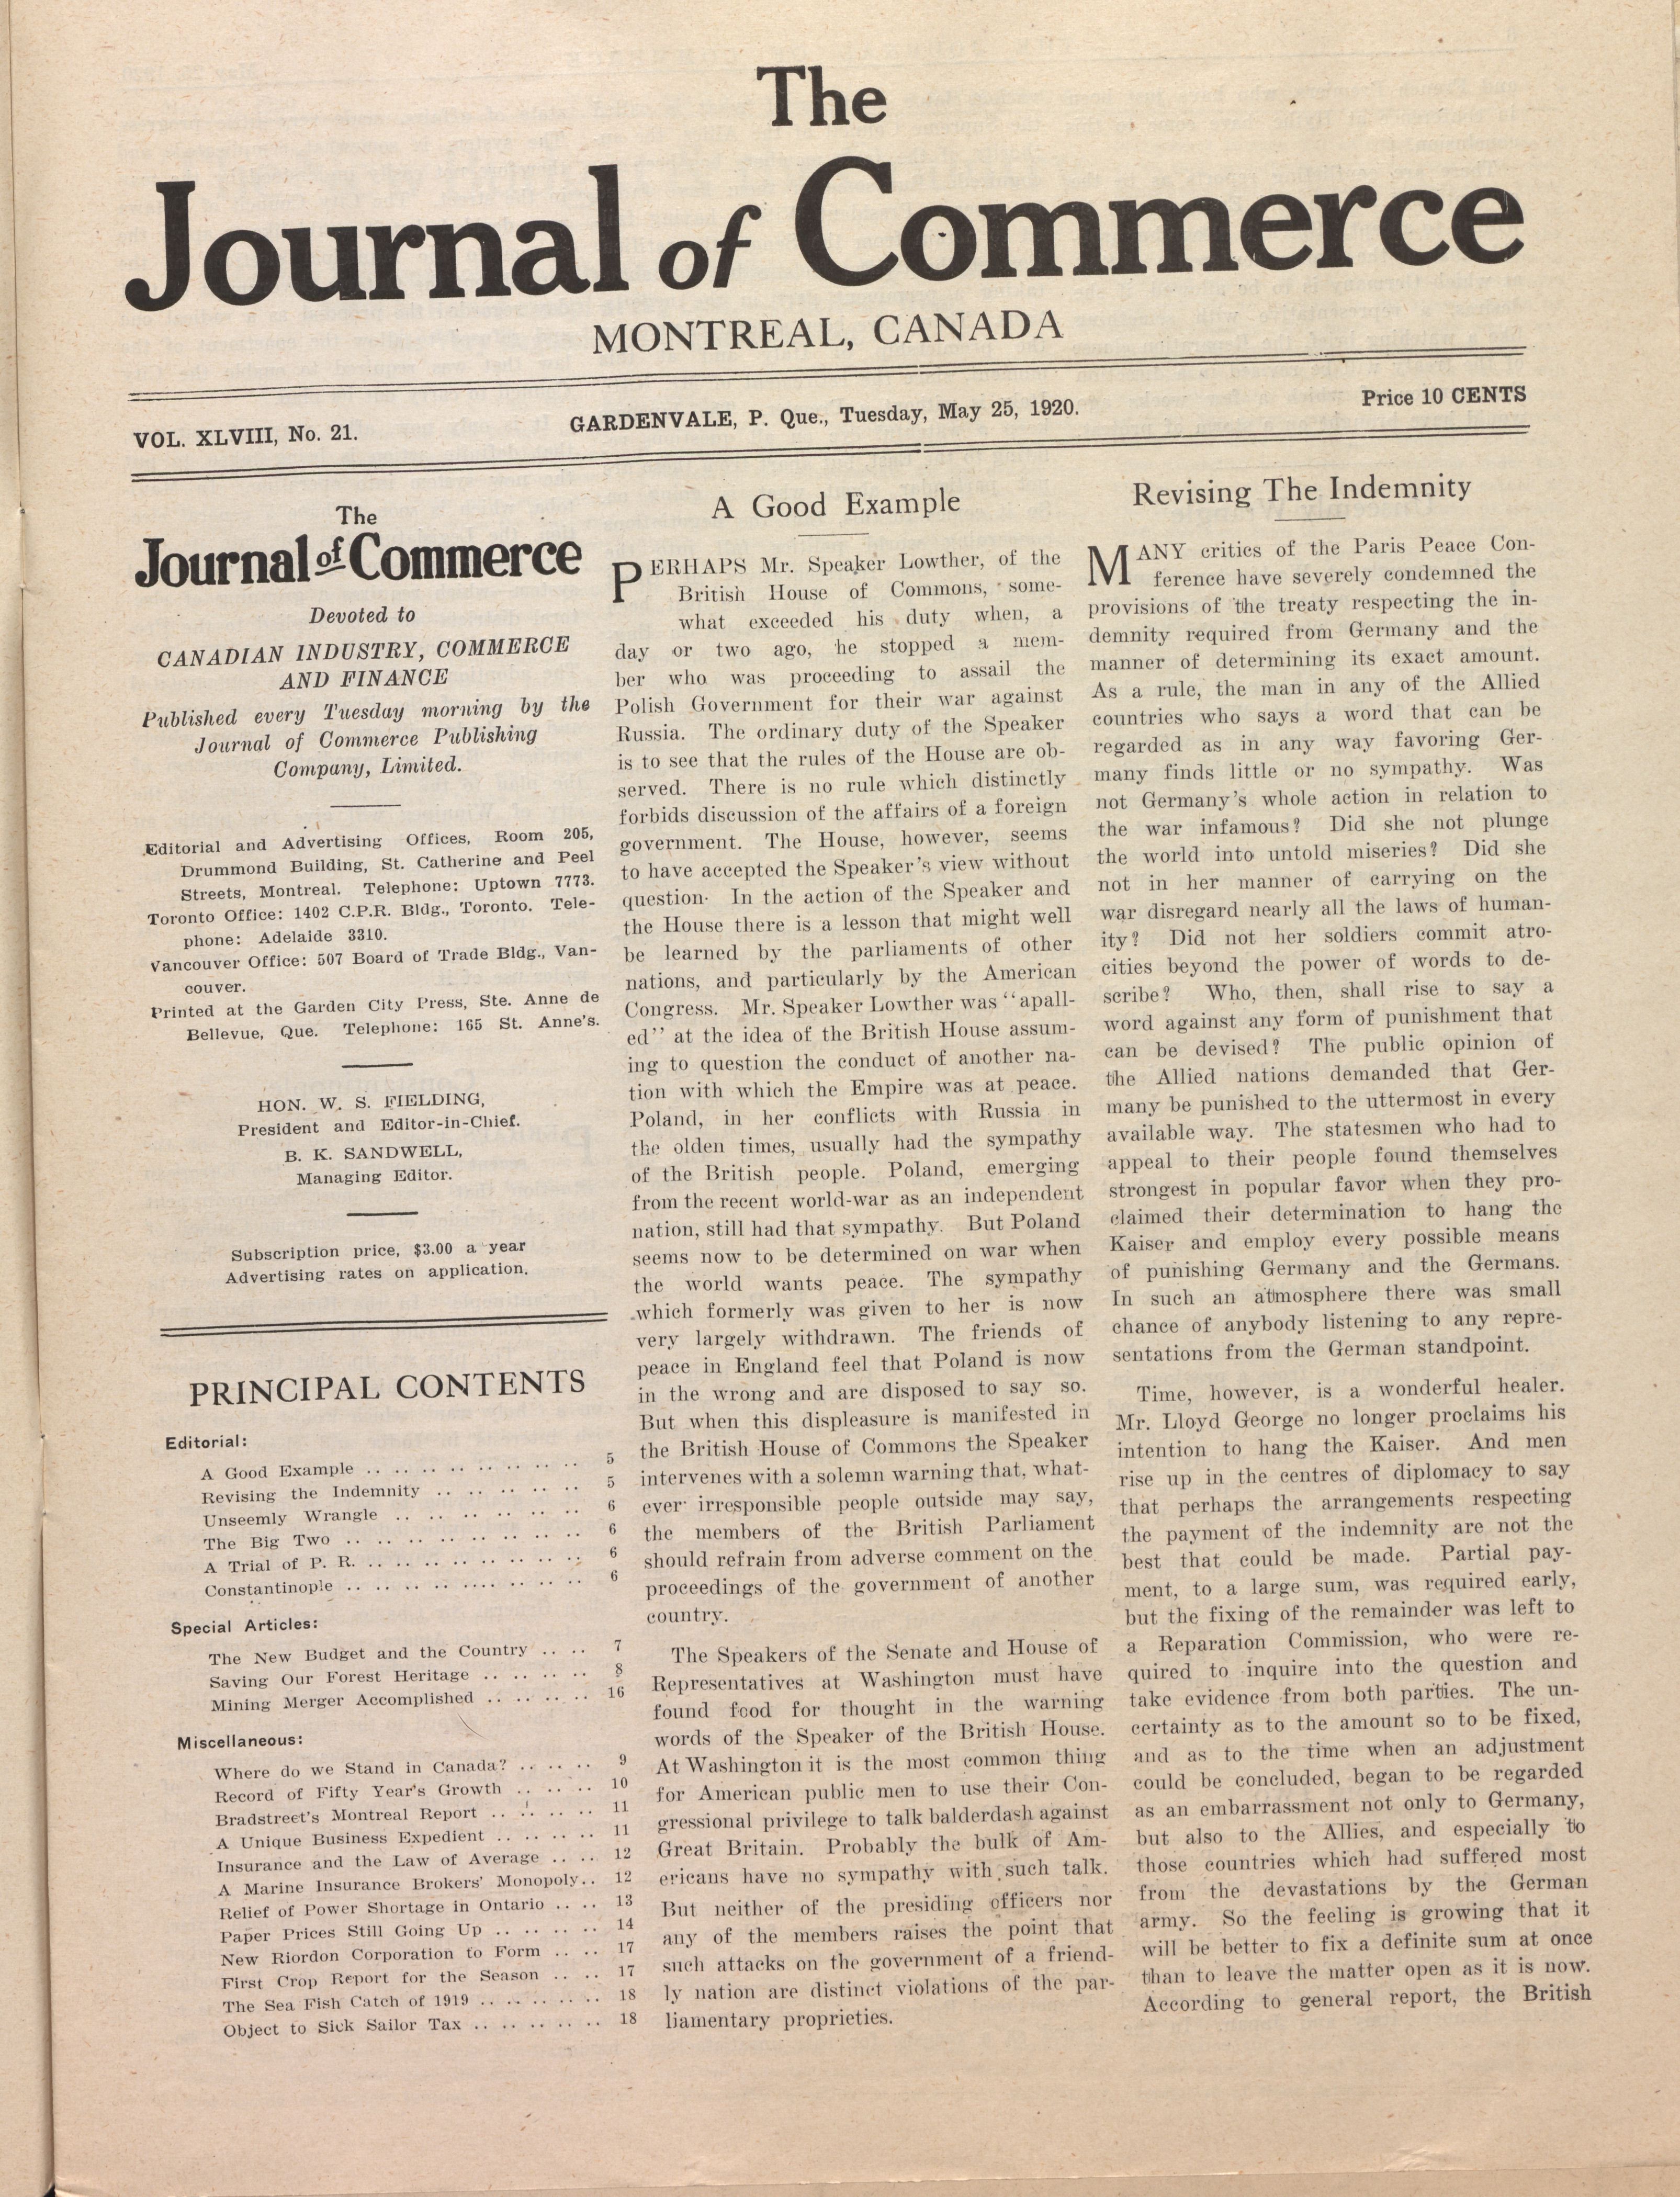 The
Journal of Commerce
MONTREAL, CANADA
VOL. XLVIII, No. 21.
GARDENVALE, P. Que., Tuesday, May 25, 1920.
Price 10 CENTS
The
Journal of Commerce
Devoted to
CANADIAN INDUSTRY, COMMERCE
AND FINANCE
Published every Tuesday morning by the
Journal of Commerce Publishing
Company, Limited.
Editorial and Advertising Offices, Room 205,
Drummond Building, St. Catherine and Peel
Streets, Montreal. Telephone: Uptown 7773.
Toronto Office: 1402 C.P.R. Bldg., Toronto. Tele-
phone: Adelaide 3310.
Vancouver Office: 507 Board of Trade Bldg., Van-
couver.
Printed at the Garden City Press, Ste. Anne de
Bellevue, Que. Telephone: 165 St. Anne's.
HON. W. S. FIELDING,
President and Editor-in-Chief.
B. K. SANDWELL,
Managing Editor.
Subscription price, $3.00 a year
Advertising rates on application.
PRINCIPAL CONTENTS
Editorial:
A Good Example .. .. .. .. .. .. .. .. 5
Revising the Indemnity .. .. .. .. .. .. 5
Unseemly Wrangle .. .. .. .. .. .. .. 6
The Big Two .. .. .. .. .. .. .. .. .. 6
A Trial of P. R. .. .. .. .. .. .. .. .. 6
Constantinople .. .. .. .. .... .. .. .. 6
Special Articles:
The New Budget and the Country .. .. 7
Saving Our Forest Heritage .. .. .. .. 8
Mining Merger Accomplished .. .. .. .. 16
Miscellaneous:
Where do we Stand in Canada? .. .. .. 9
Record of Fifty Year's Growth .. .. .. 10
Bradstreet's Montreal Report .. .. .. .. 11
A Unique Business Expedient .. .. .. .. 11
Insurance and the Law of Average .. .. 12
A Marine Insurance Brokers' Monopoly.. 12
Relief of Power Shortage in Ontario .. .. 13
Paper Prices Still Going Up .. .. .. .. 14
New Riordon Corporation to Form .. .. 17
First Crop Report for the Season .. .. 17
The Sea Fish Catch of 1919 .. .. .. .. .. 18
Object to Sick Sailor Tax .. .. .. .. .. 18
A Good Example
PERHAPS Mr. Speaker Lowther, of the
British House of Commons, some-
what exceeded his duty when, a
day or two ago, he stopped a mem-
ber who was proceeding to assail the
Polish Government for their war against
Russia. The ordinary duty of the Speaker
is to see that the rules of the House are ob-
served. There is no rule which distinctly
forbids discussion of the affairs of a foreign
government. The House, however, seems
to have accepted the Speaker's view without
question. In the action of the Speaker and
the House there is a lesson that might well
be learned by the parliaments of other
nations, and particularly by the American
Congress. Mr. Speaker Lowther was "apall-
ed" at the idea of the British House assum-
ing to question the conduct of another na-
tion with which the Empire was at peace.
Poland, in her conflicts with Russia in
the olden times, usually had the sympathy
of the British people. Poland, emerging
from the recent world-war as an independent
nation, still had that sympathy. But Poland
seems now to be determined on war when
the world wants peace. The sympathy
which formerly was given to her is now
very largely withdrawn. The friends of
peace in England feel that Poland is now
in the wrong and are disposed to say so.
But when this displeasure is manifested in
the British House of Commons the Speaker
intervenes with a solemn warning that, what-
ever irresponsible people outside may say,
the members of the British Parliament
should refrain from adverse comment on the
proceedings of the government of another
country.
The Speakers of the Senate and House of
Representatives at Washington must have
found food for thought in the warning
words of the Speaker of the British House.
At Washington it is the most common thing
for American public men to use their Con-
gressional privilege to talk balderdash against
Great Britain. Probably the bulk of Am-
ericans have no sympathy with such talk.
But neither of the presiding officers nor
any of the members raises the point that
such attacks on the government of a friend-
ly nation are distinct violations of the par-
liamentary proprieties.
Revising The Indemnity
MANY critics of the Paris Peace Con-
ference have severely condemned the
provisions of the treaty respecting the in-
demnity required from Germany and the
manner of determining its exact amount.
As a rule, the man in any of the Allied
countries who says a word that can be
regarded as in any way favoring Ger-
many finds little or no sympathy. Was
not Germany's whole action in relation to
the war infamous? Did she not plunge
the world into untold miseries? Did she
not in her manner of carrying on the
war disregard nearly all the laws of human-
ity? Did not her soldiers commit atro-
cities beyond the power of words to de-
scribe? Who, then, shall rise to say a
word against any form of punishment that
can be devised? The public opinion of
the Allied nations demanded that Ger-
many be punished to the uttermost in every
available way. The statesmen who had to
appeal to their people found themselves
strongest in popular favor when they pro-
claimed their determination to hang the
Kaiser and employ every possible means
of punishing Germany and the Germans.
In such an atmosphere there was small
chance of anybody listening to any repre-
sentations from the German standpoint.
Time, however, is a wonderful healer.
Mr. Lloyd George no longer proclaims his
intention to hang the Kaiser. And men
rise up in the centres of diplomacy to say
that perhaps the arrangements respecting
the payment of the indemnity are not the
best that could be made. Partial pay-
ment, to a large sum, was required early,
but the fixing of the remainder was left to
a Reparation Commission, who were re-
quired to inquire into the question and
take evidence from both parties. The un-
certainty as to the amount so to be fixed,
and as to the time when an adjustment
could be concluded, began to be regarded
as an embarrassment not only to Germany,
but also to the Allies, and especially to
those countries which had suffered most
from the devastations by the German
army. So the feeling is growing that it
will be better to fix a definite sum at once
than to leave the matter open as it is now.
According to general report, the British